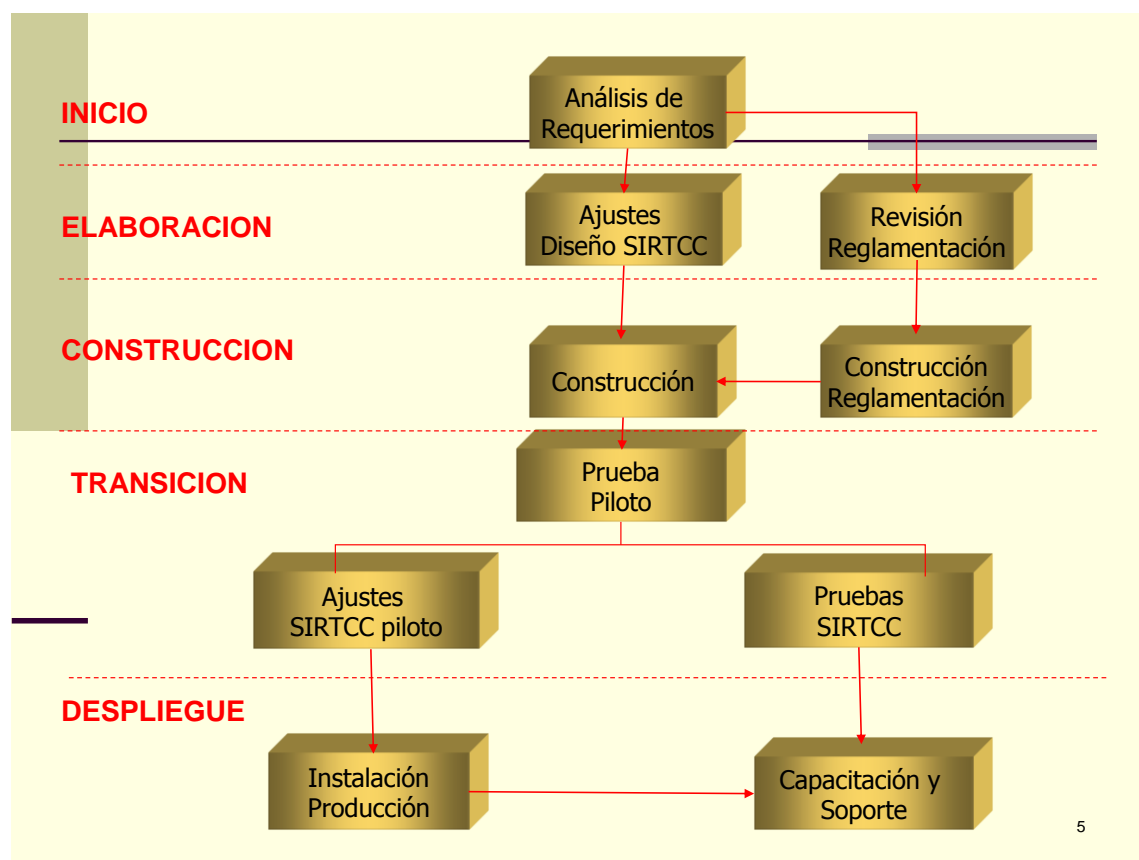 INICIO
Análisis de
Requerimientos
ELABORACION
Ajustes
Diseño SIRTCC
Revisión
Reglamentación
CONSTRUCCION
Construcción
Construcción
Reglamentación
TRANSICION
Prueba
Piloto
Ajustes
SIRTCC piloto
Pruebas
SIRTCC
DESPLIEGUE
Instalación
Producción
Capacitación y
Soporte
5